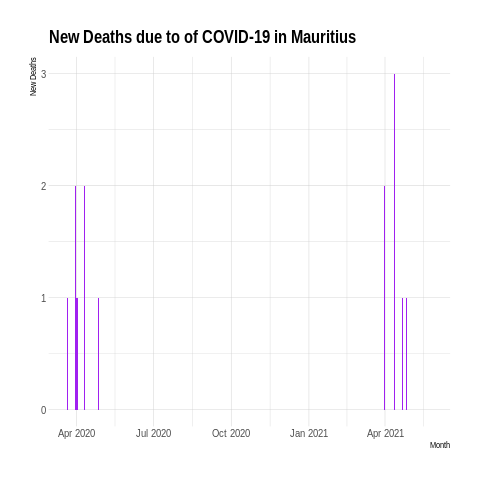 New Deaths due to of COVID-19 in Mauritius
New Deaths
3
2
1
0
Apr 2020 Jul 2020 Oct 2020 Jan 2021 Apr 2021
Month